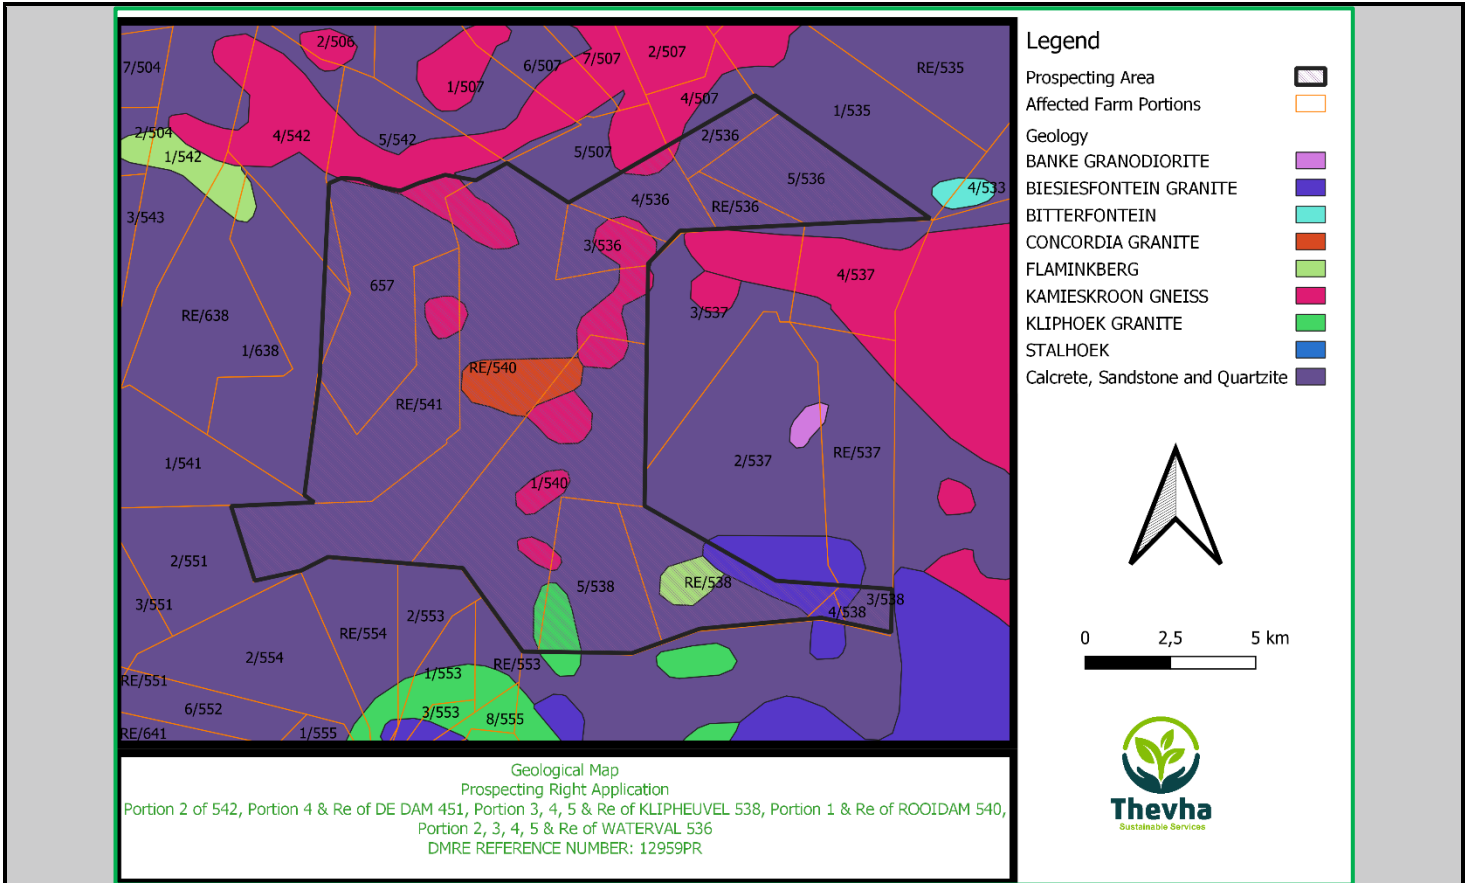 2/506
7/504
1/507
6/507
7/507
2/507
RE/535
4/507
1/535
2/504
1/542
4/542
5/542
5/507
2/536
5/536
4/533
3/543
4/536
RE/536
3/536
657
4/537
RE/638
3/537
1/638
RE/540
RE/541
1/541
2/537
RE/537
1/540
2/551
3/551
5/538
RE/538
3/538
4/538
2/553
RE/554
2/554
RE/553
1/553
RE/551
6/552
3/553
8/555
RE/641
1/555
Legend
Prospecting Area
Affected Farm Portions
Geology
BANKE GRANODIORITE
BIESIESFONTEIN GRANITE
BITTERFONTEIN
CONCORDIA GRANITE
FLAMINKBERG
KAMIESKROON GNEISS
KLIPHOEK GRANITE
STALHOEK
Calcrete, Sandstone and Quartzite
0 2,5 5 km
Thevha
Sustainable Services
Geological Map
Prospecting Right Application
Portion 2 of 542, Portion 4 & Re of DE DAM 451, Portion 3, 4, 5 & Re of KLIPHEUVEL 538, Portion 1 & Re of ROOIDAM 540,
Portion 2, 3, 4, 5 & Re of WATERVAL 536
DMRE REFERENCE NUMBER: 12959PR